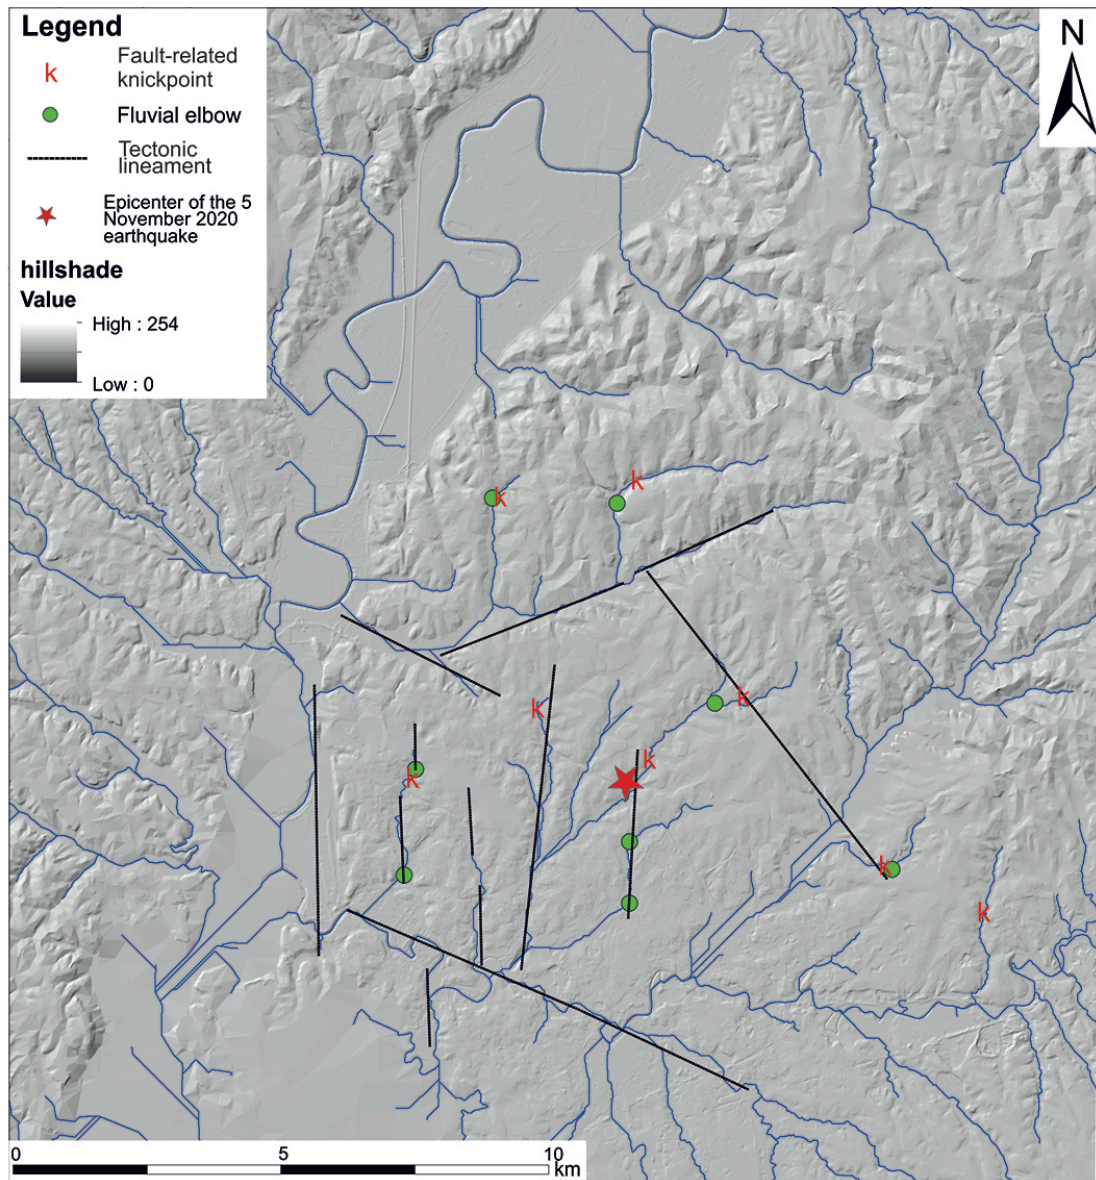 Legend
k
Fault-related
knickpoint
Fluvial elbow
Tectonic
lineament
Epicenter of the 5
November 2020
earthquake
hillshade
Value
High : 254
Low : 0
N
k
k
k
k
k
k
k
k
0
5
10
km